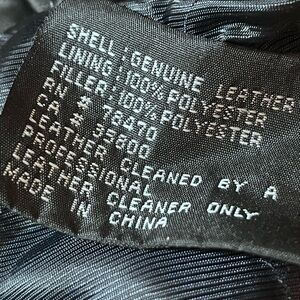 SHELL: GENUINE LEATHER
LINING: 100% POLYESTER
FILLER: 100% POLYESTER
RN # 78470
CA # 35800
LEATHER CLEANED BY A
PROFESSIONAL
LEATHER CLEANER ONLY
MADE IN CHINA